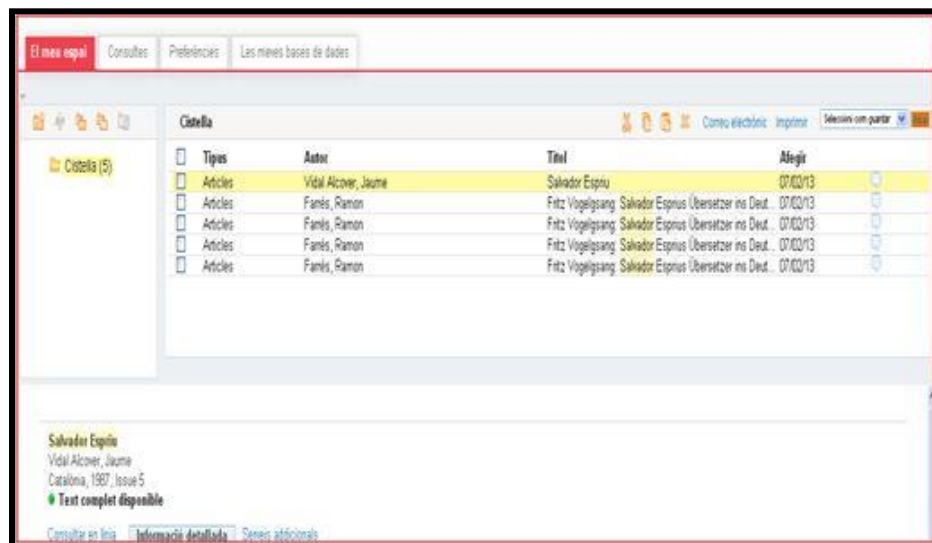 El meu espai Consultes Preferències Les meves bases de dades
Cistella Correu electrònic Imprimir Seleccioni com guardar
Cistella (5)
Tipus Autor Títol Afegir
Articles Vidal Alcover, Jaume Salvador Espriu 07/02/13
Articles Farrés, Ramon Fritz Vogelgsang: Salvador Esprius Übersetzer ins Deut... 07/02/13
Articles Farrés, Ramon Fritz Vogelgsang: Salvador Esprius Übersetzer ins Deut... 07/02/13
Articles Farrés, Ramon Fritz Vogelgsang: Salvador Esprius Übersetzer ins Deut... 07/02/13
Articles Farrés, Ramon Fritz Vogelgsang: Salvador Esprius Übersetzer ins Deut... 07/02/13
Salvador Espriu
Vidal Alcover, Jaume
Catalònia, 1987, Issue 5
Text complet disponible
Consultar en línia Informació detallada Serveis addicionals